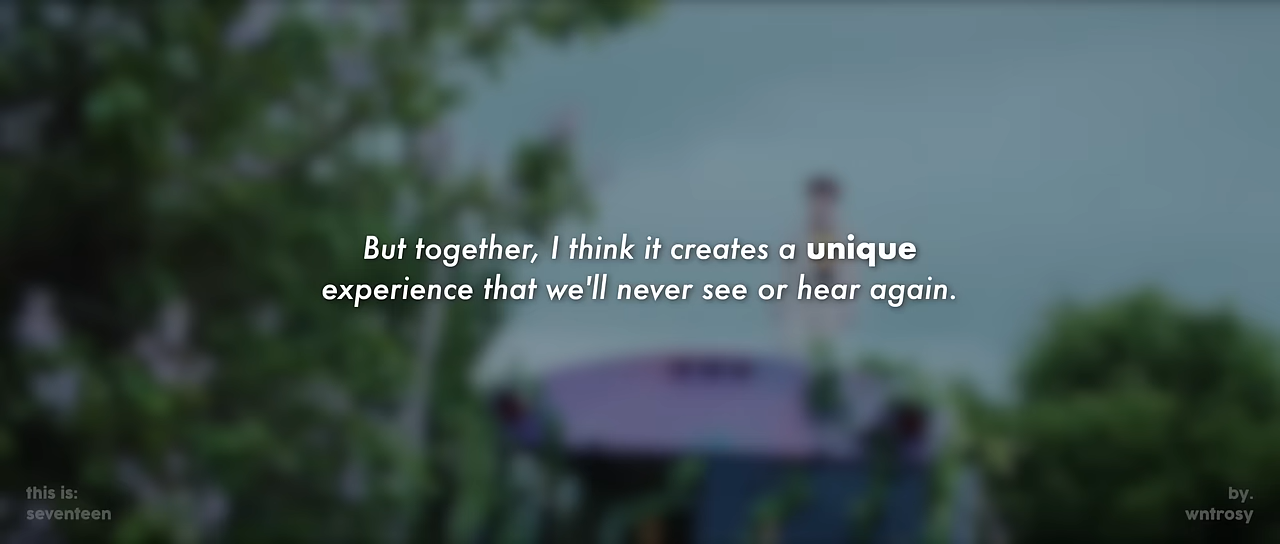 But together, I think it creates a unique
experience that we'll never see or hear again.
this is:
seventeen
by.
wntrosy